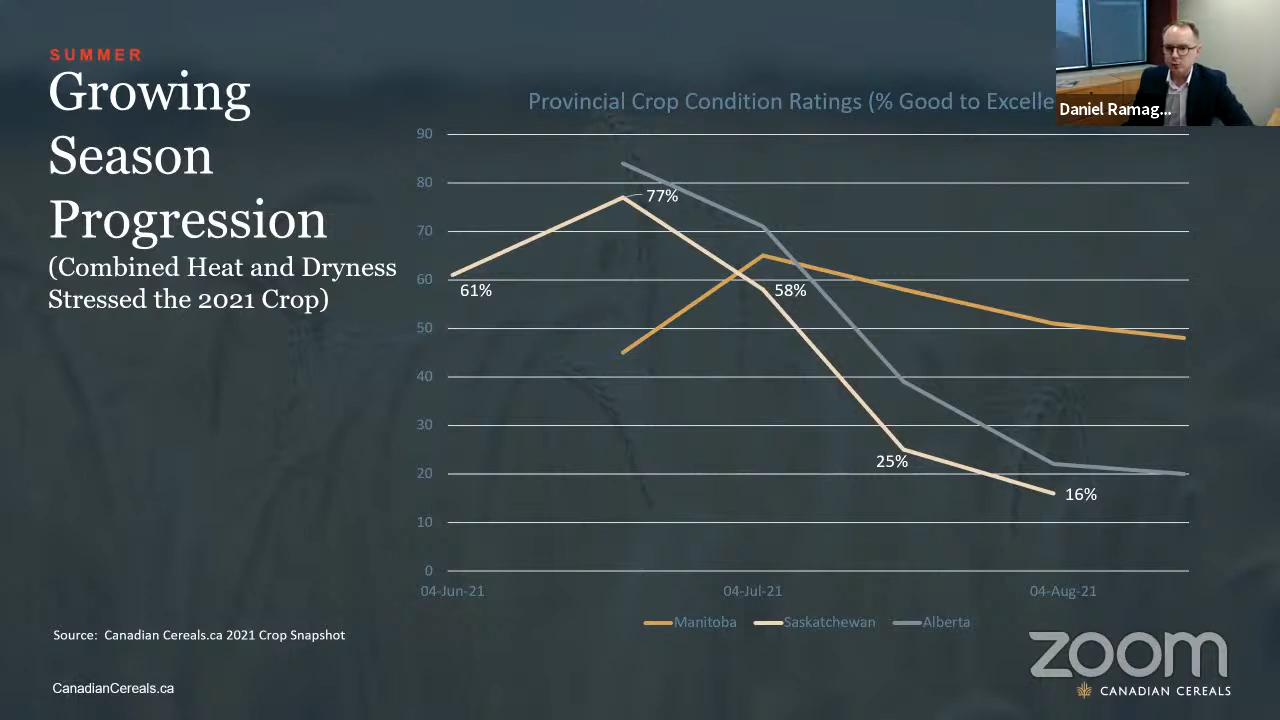 SUMMER
Growing
Season
Progression
(Combined Heat and Dryness
Stressed the 2021 Crop)
Provincial Crop Condition Ratings (% Good to Excelle
Daniel Ramag...
90
80
70
60
50
40
30
20
10
0
77%
61%
58%
25%
16%
04-Jun-21
04-Jul-21
04-Aug-21
Manitoba
Saskatchewan
Alberta
Source: Canadian Cereals.ca 2021 Crop Snapshot
zoom
CANADIAN CEREALS
CanadianCereals.ca